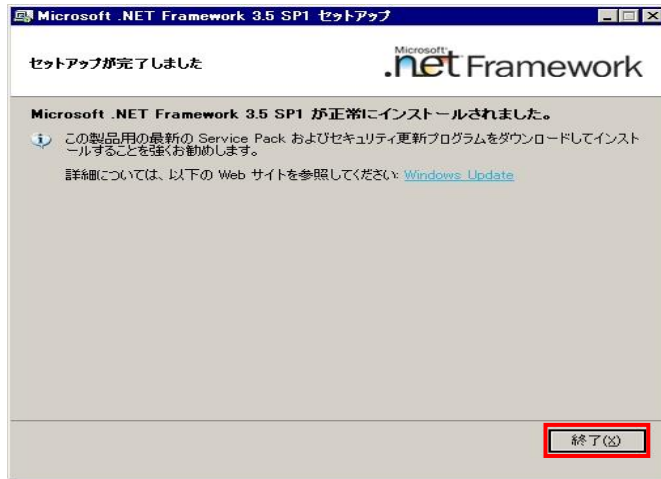 Microsoft .NET Framework 3.5 SP1 セットアップ
セットアップが完了しました
Microsoft
.net Framework
Microsoft .NET Framework 3.5 SP1 が正常にインストールされました。
この製品用の最新の Service Pack およびセキュリティ更新プログラムをダウンロードしてインスト
ールすることを強くお勧めします。
詳細については、以下の Web サイトを参照してください: Windows Update
終了(X)